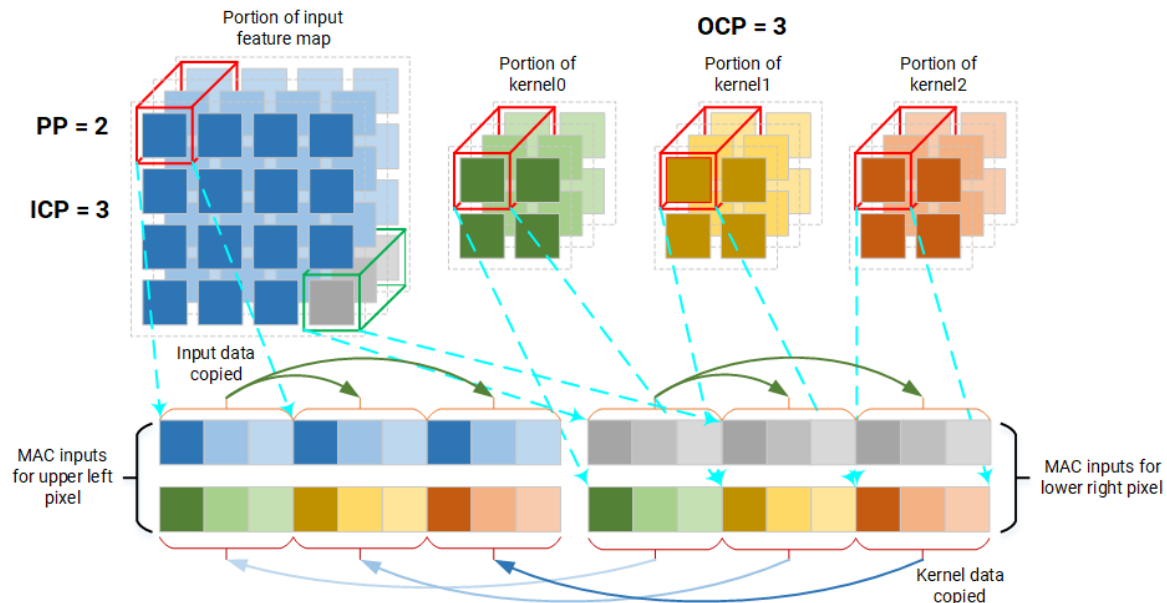 Portion of input
feature map
OCP = 3
Portion of
kernel0
Portion of
kernel1
Portion of
kernel2
PP = 2
ICP = 3
Input data
copied
MAC inputs
for upper left
pixel
MAC inputs for
lower right pixel
Kernel data
copied